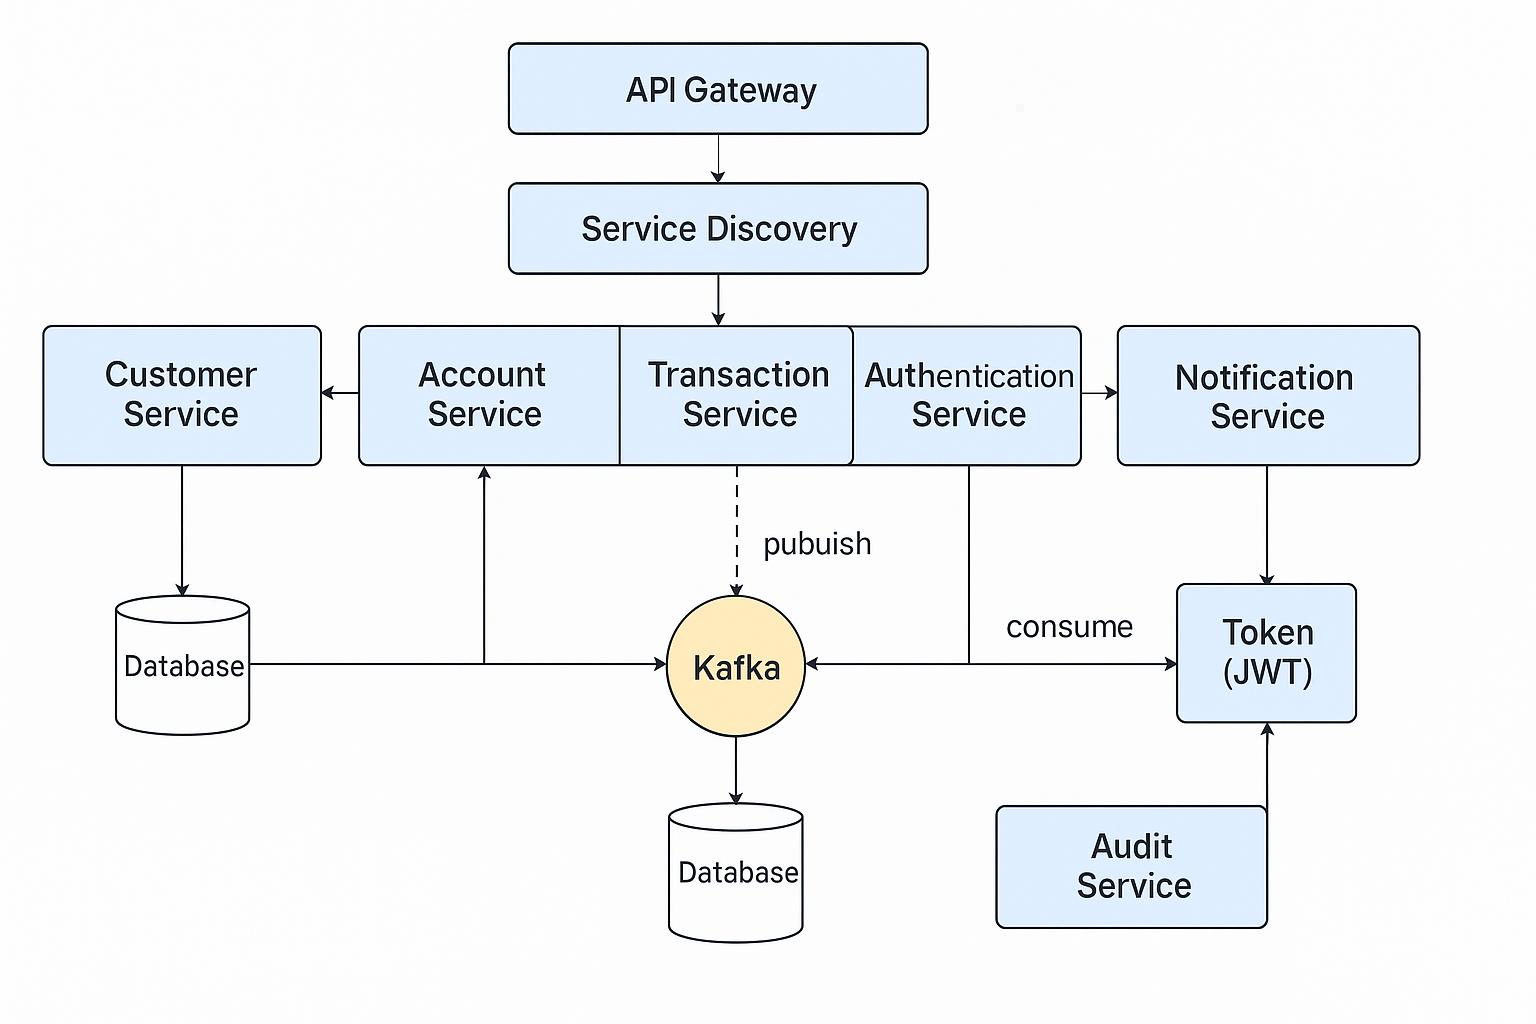 API Gateway
Service Discovery
Customer
Service
Account
Service
Transaction
Service
Authentication
Service
Notification
Service
pubuish
consume
Database
Kafka
Token
(JWT)
Database
Audit
Service